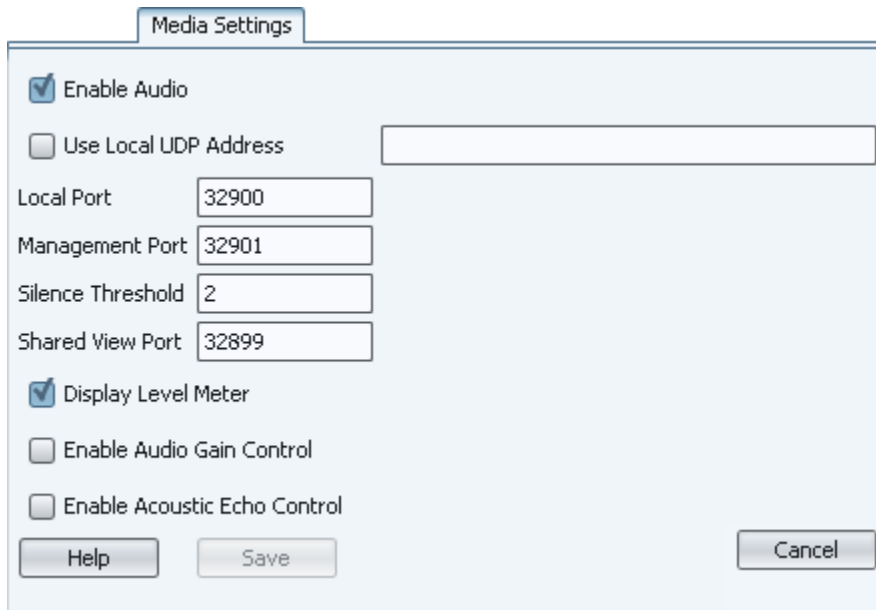 Media Settings
Enable Audio
Use Local UDP Address
Local Port 32900
Management Port 32901
Silence Threshold 2
Shared View Port 32899
Display Level Meter
Enable Audio Gain Control
Enable Acoustic Echo Control
Help Save Cancel